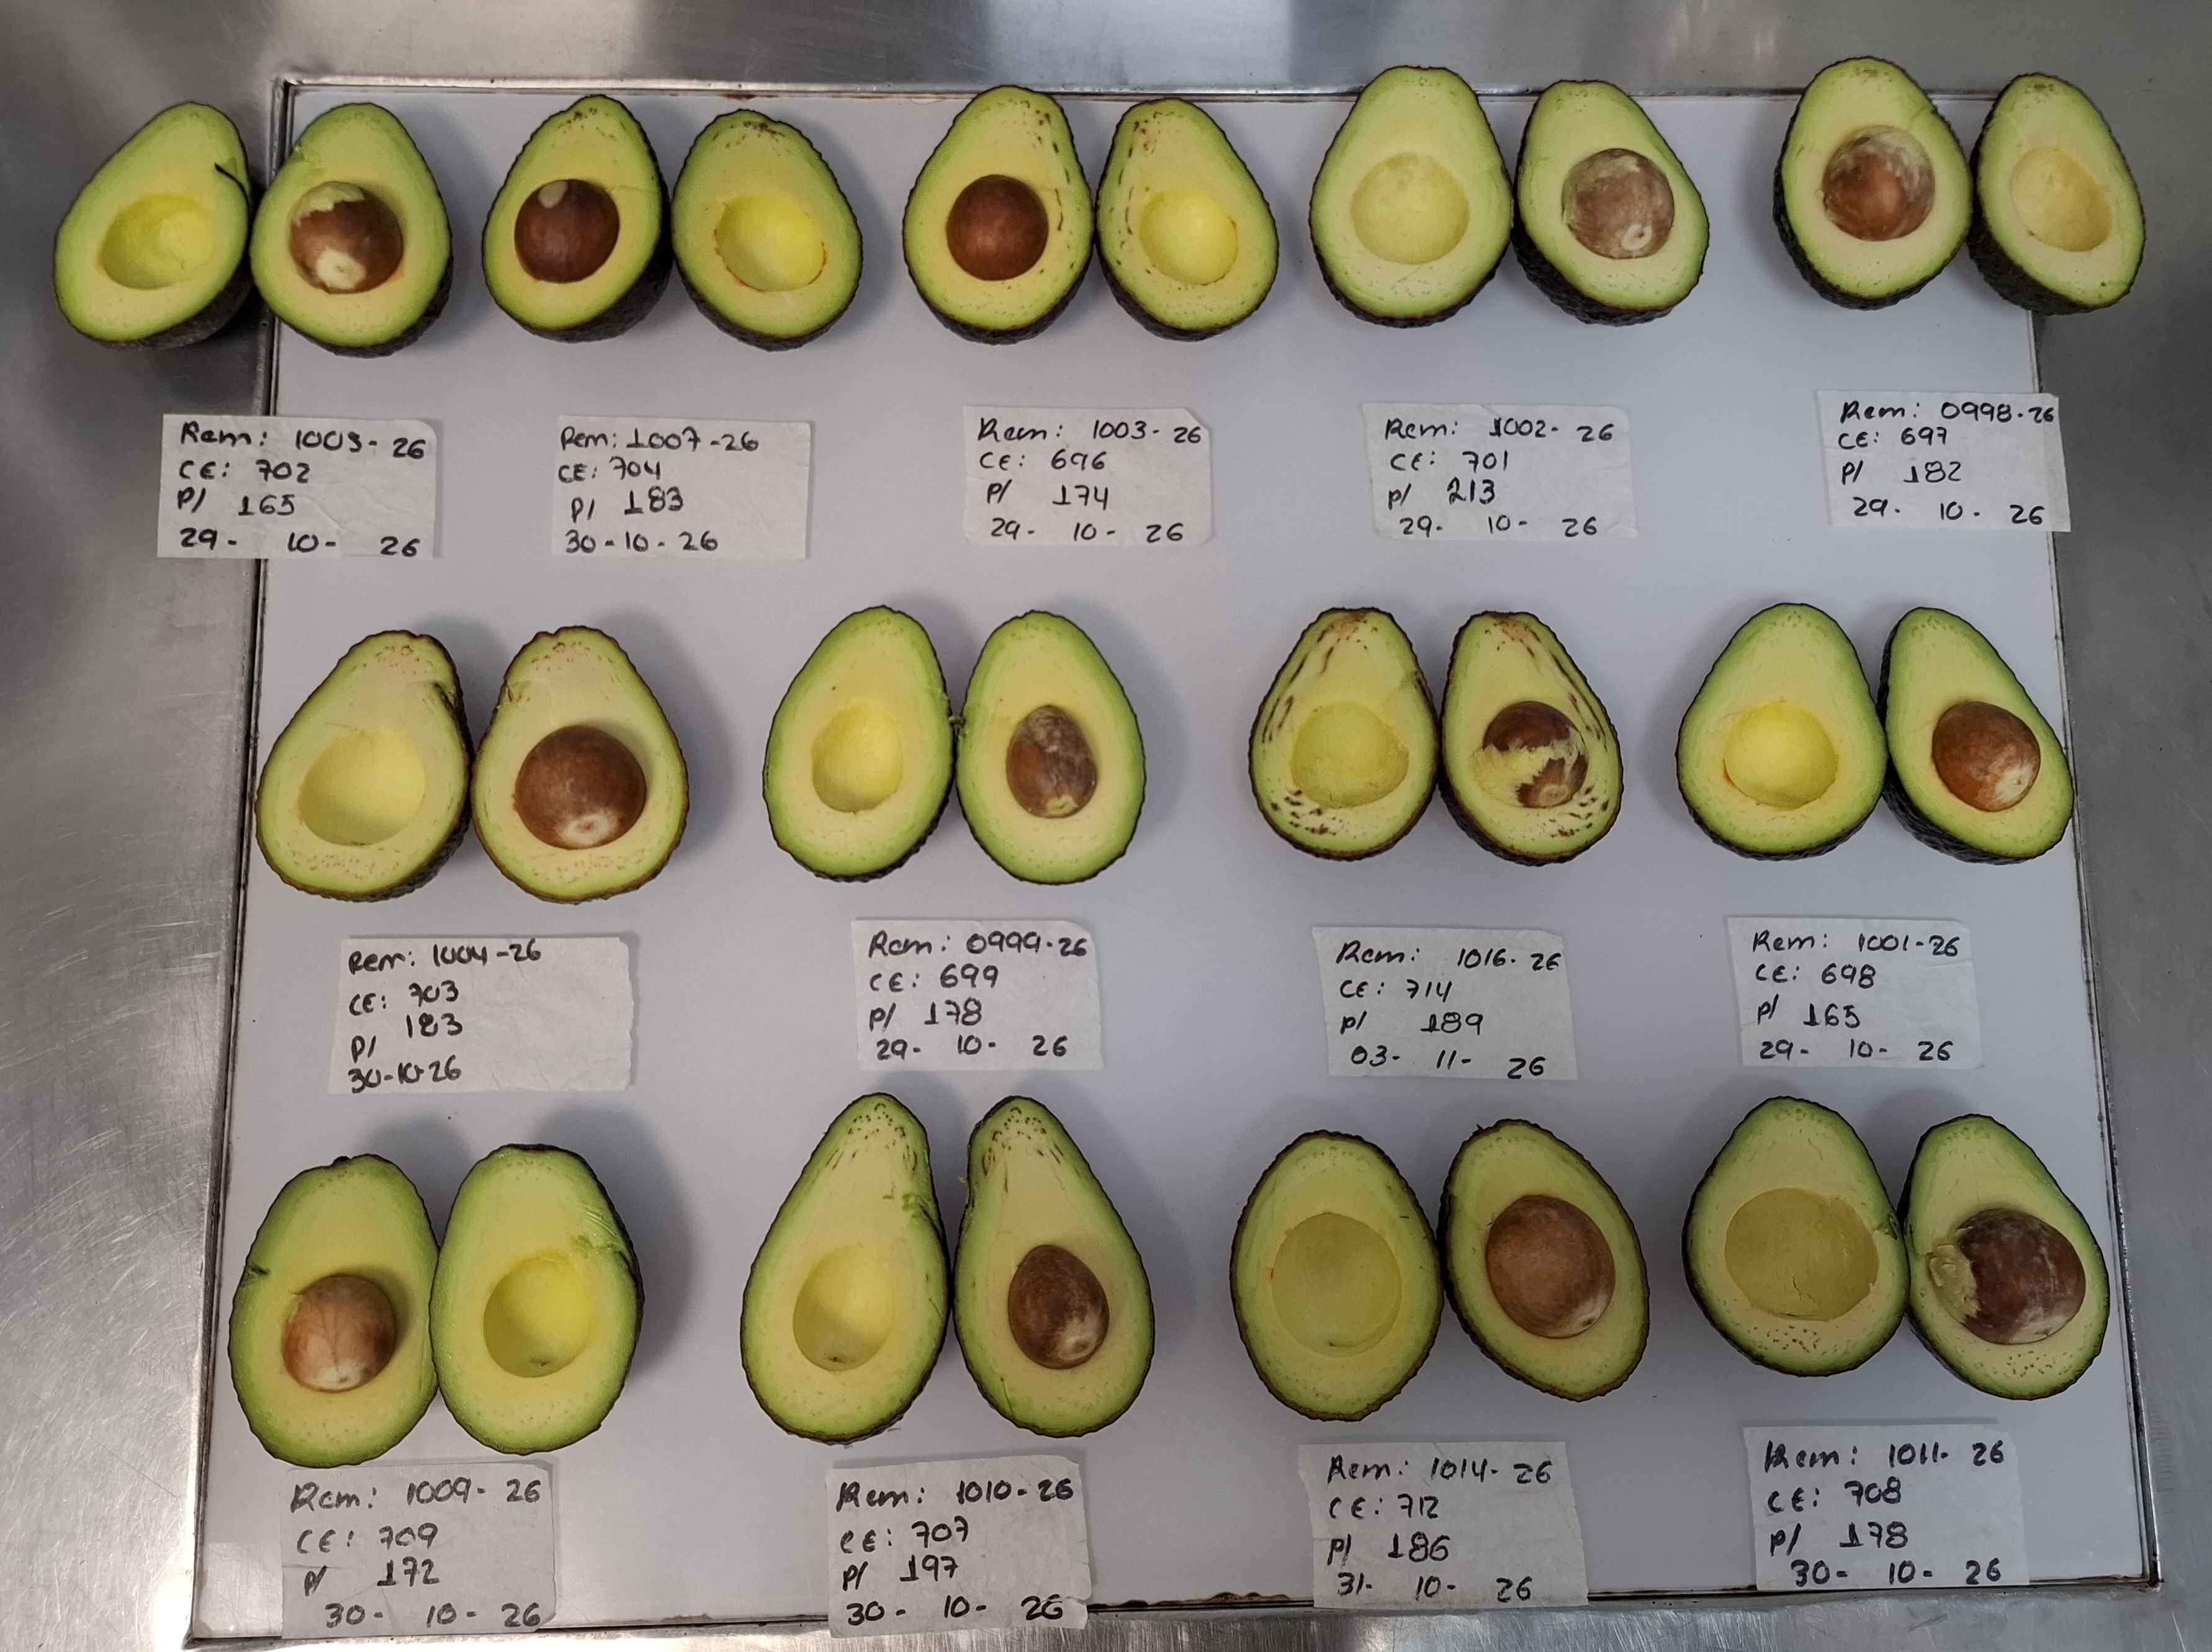 Rem: 1005-26
CE: 702
P/ 165
29- 10- 26
Rem: 1007-26
CE: 704
P/ 183
30-10-26
Rem: 1003-26
CE: 696
P/ 174
29- 10- 26
Rem: 1002-26
CE: 701
P/ 213
29- 10- 26
Rem: 0998-26
CE: 697
P/ 182
29- 10- 26
Rem: 1004-26
CE: 703
P/ 183
30-10-26
Rem: 0999-26
CE: 699
P/ 178
29- 10- 26
Rem: 1016-26
CE: 714
P/ 189
03- 11- 26
Rem: 1001-26
CE: 698
P/ 165
29- 10- 26
Rem: 1009-26
CE: 709
P/ 172
30- 10- 26
Rem: 1010-26
CE: 707
P/ 197
30- 10- 26
Rem: 1014-26
CE: 712
P/ 186
31- 10- 26
Rem: 1011-26
CE: 708
P/ 178
30- 10- 26